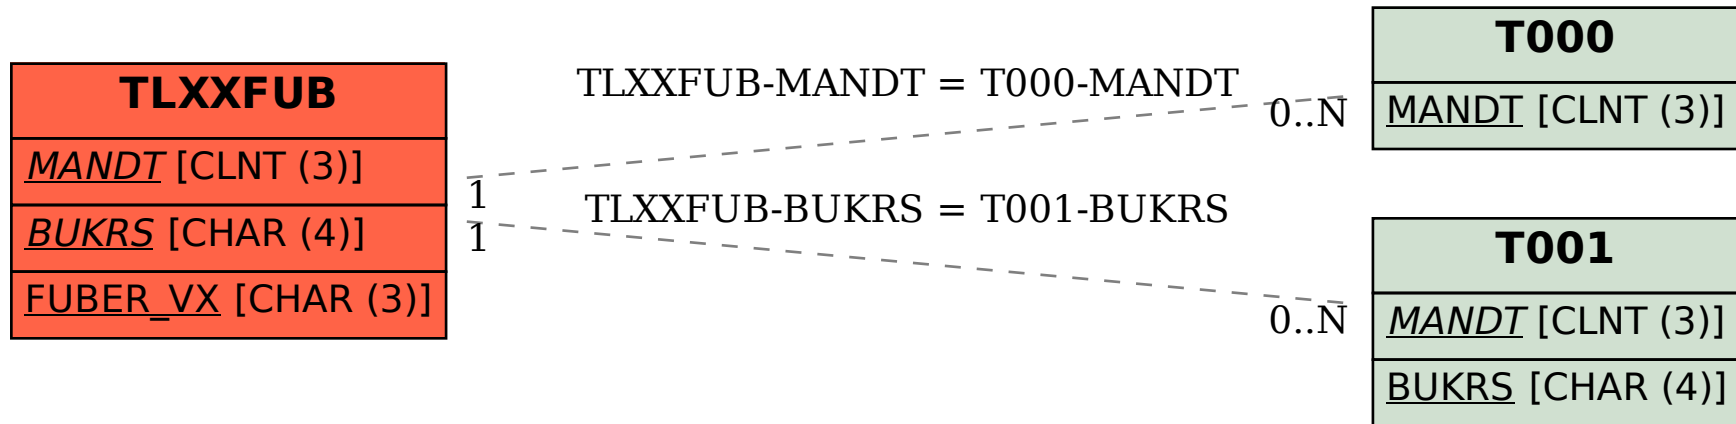 TLXXFUB
MANDT [CLNT (3)]
BUKRS [CHAR (4)]
FUBER_VX [CHAR (3)]
TLXXFUB-MANDT = T000-MANDT
1
0..N
TLXXFUB-BUKRS = T001-BUKRS
1
0..N
T000
MANDT [CLNT (3)]
T001
MANDT [CLNT (3)]
BUKRS [CHAR (4)]